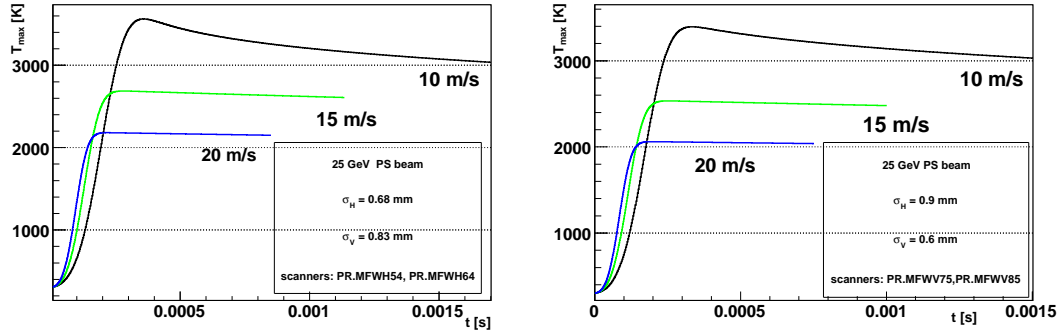 T_max [K]
3000
2000
1000
10 m/s
15 m/s
20 m/s
25 GeV PS beam
σ_H = 0.68 mm
σ_V = 0.83 mm
scanners: PR.MFWH54, PR.MFWH64
0.0005
0.001
0.0015
t [s]
T_max [K]
3000
2000
1000
10 m/s
15 m/s
20 m/s
25 GeV PS beam
σ_H = 0.9 mm
σ_V = 0.6 mm
scanners: PR.MFWV75,PR.MFWV85
0
0.0005
0.001
0.0015
t [s]